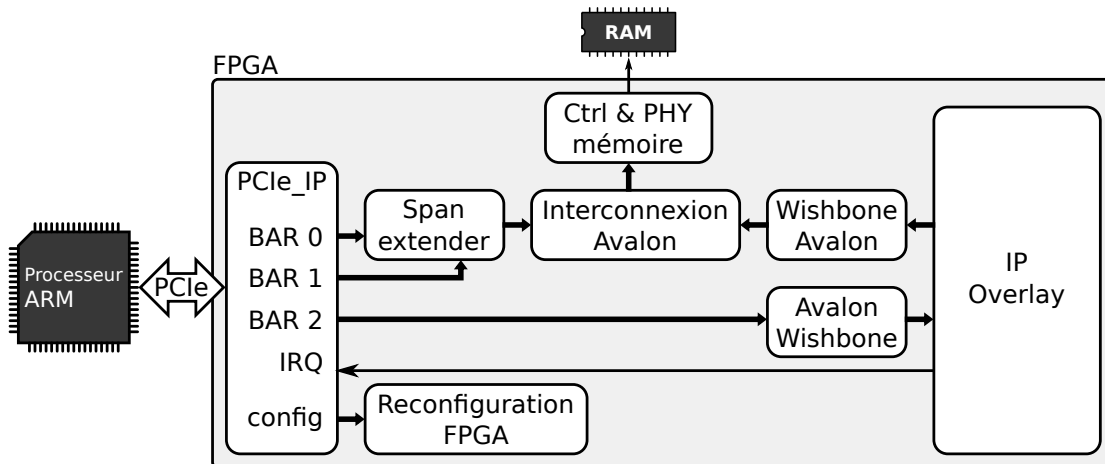 RAM
FPGA
Ctrl & PHY
mémoire
PCIe_IP
BAR 0
BAR 1
BAR 2
IRQ
config
Span
extender
Interconnexion
Avalon
Wishbone
Avalon
IP
Overlay
Processeur
ARM
PCIe
Avalon
Wishbone
Reconfiguration
FPGA